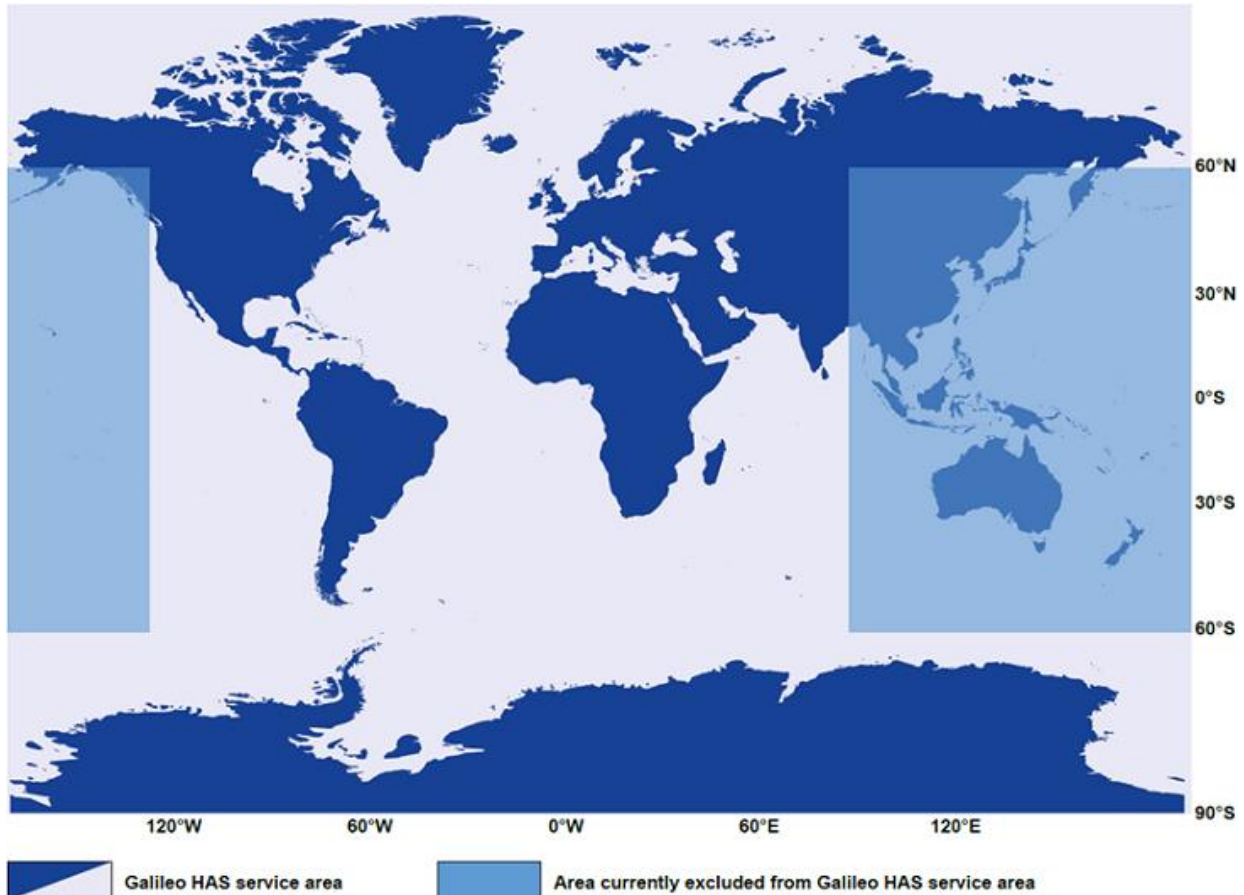 60°N
30°N
0°S
30°S
60°S
90°S
120°W 60°W 0°W 60°E 120°E
Galileo HAS service area Area currently excluded from Galileo HAS service area